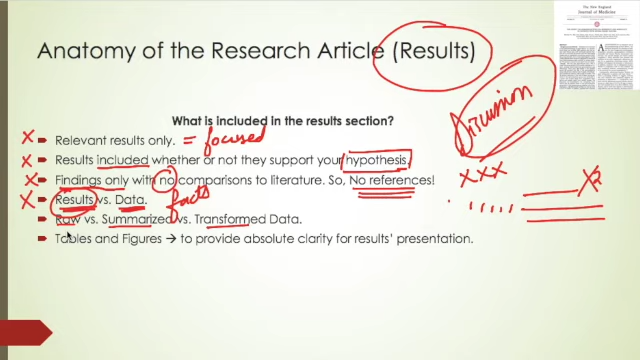 The New England
Journal of Medicine
Anatomy of the Research Article (Results)
Discussion
What is included in the results section?
X Relevant results only. = focused
X Results included whether or not they support your hypothesis.
X Findings only with no comparisons to literature. So, No references!
XXX
X Results vs. Data. facts
Raw vs. Summarized vs. Transformed Data.
Tables and Figures → to provide absolute clarity for results' presentation.